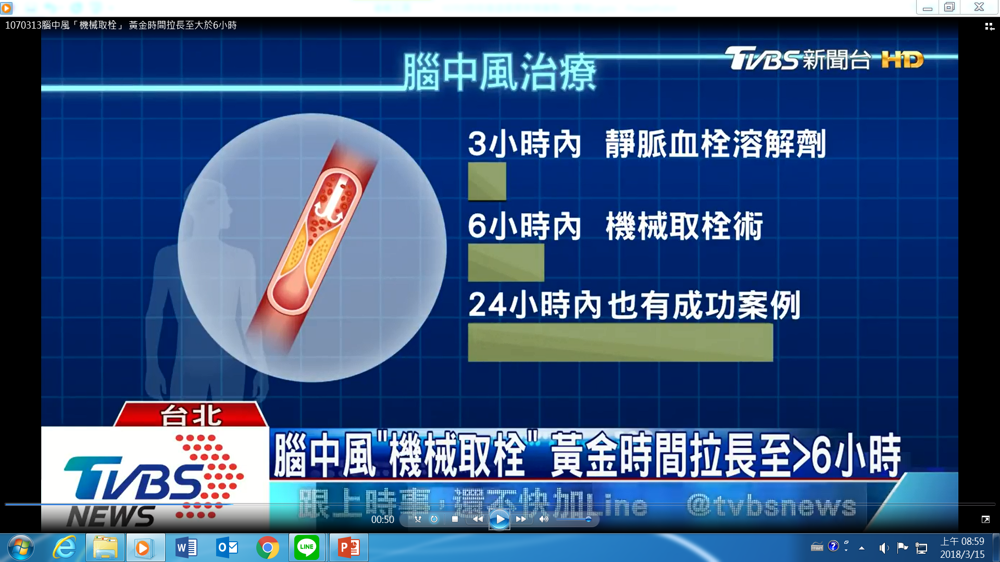 1070313腦中風「機械取栓」 黃金時間拉長至大於6小時
腦中風治療
TVBS新聞台 HD
3小時內 靜脈血栓溶解劑
6小時內 機械取栓術
24小時內也有成功案例
台北
腦中風"機械取栓" 黃金時間拉長至>6小時
TVBS
NEWS
跟上時事,還不快加Line @tvbsnews
00:50
LINE
上午 08:59
2018/3/15